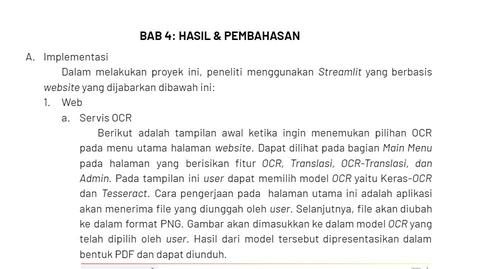 BAB 4: HASIL & PEMBAHASAN
A. Implementasi
Dalam melakukan proyek ini, peneliti menggunakan Streamlit yang berbasis
website yang dijabarkan dibawah ini:
1. Web
a. Servis OCR
Berikut adalah tampilan awal ketika ingin menemukan pilihan OCR
pada menu utama halaman website. Dapat dilihat pada bagian Main Menu
pada halaman yang berisikan fitur OCR, Translasi, OCR-Translasi, dan
Admin. Pada tampilan ini user dapat memilih model OCR yaitu Keras-OCR
dan Tesseract. Cara pengerjaan pada halaman utama ini adalah aplikasi
akan menerima file yang diunggah oleh user. Selanjutnya, file akan diubah
ke dalam format PNG. Gambar akan dimasukkan ke dalam model OCR yang
telah dipilih oleh user. Hasil dari model tersebut dipresentasikan dalam
bentuk PDF dan dapat diunduh.